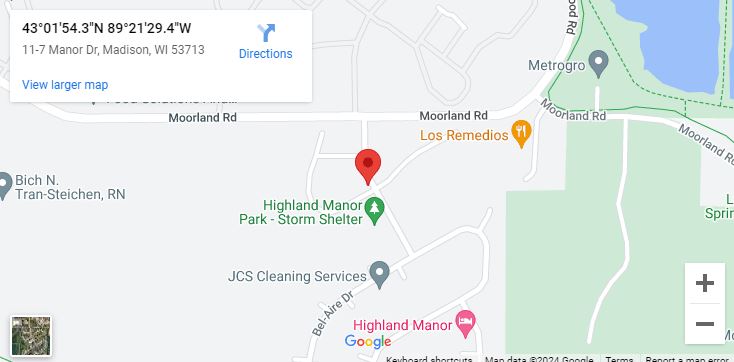 43°01'54.3"N 89°21'29.4"W
11-7 Manor Dr, Madison, WI 53713
Directions
View larger map
Metrogro
Moorland Rd
Moorland Rd
Moorland Rd
Moorland Rd
Los Remedios
Bich N.
Tran-Steichen, RN
Highland Manor
Park - Storm Shelter
JCS Cleaning Services
Bel-Aire Dr
Highland Manor
Google
Keyboard shortcuts
Map data ©2024 Google
Terms
Report a map error